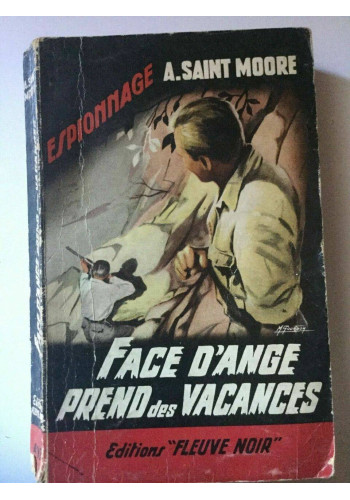 ESPIONNAGE
A. SAINT MOORE
FACE D'ANGE
PREND des VACANCES
Editions "FLEUVE NOIR"